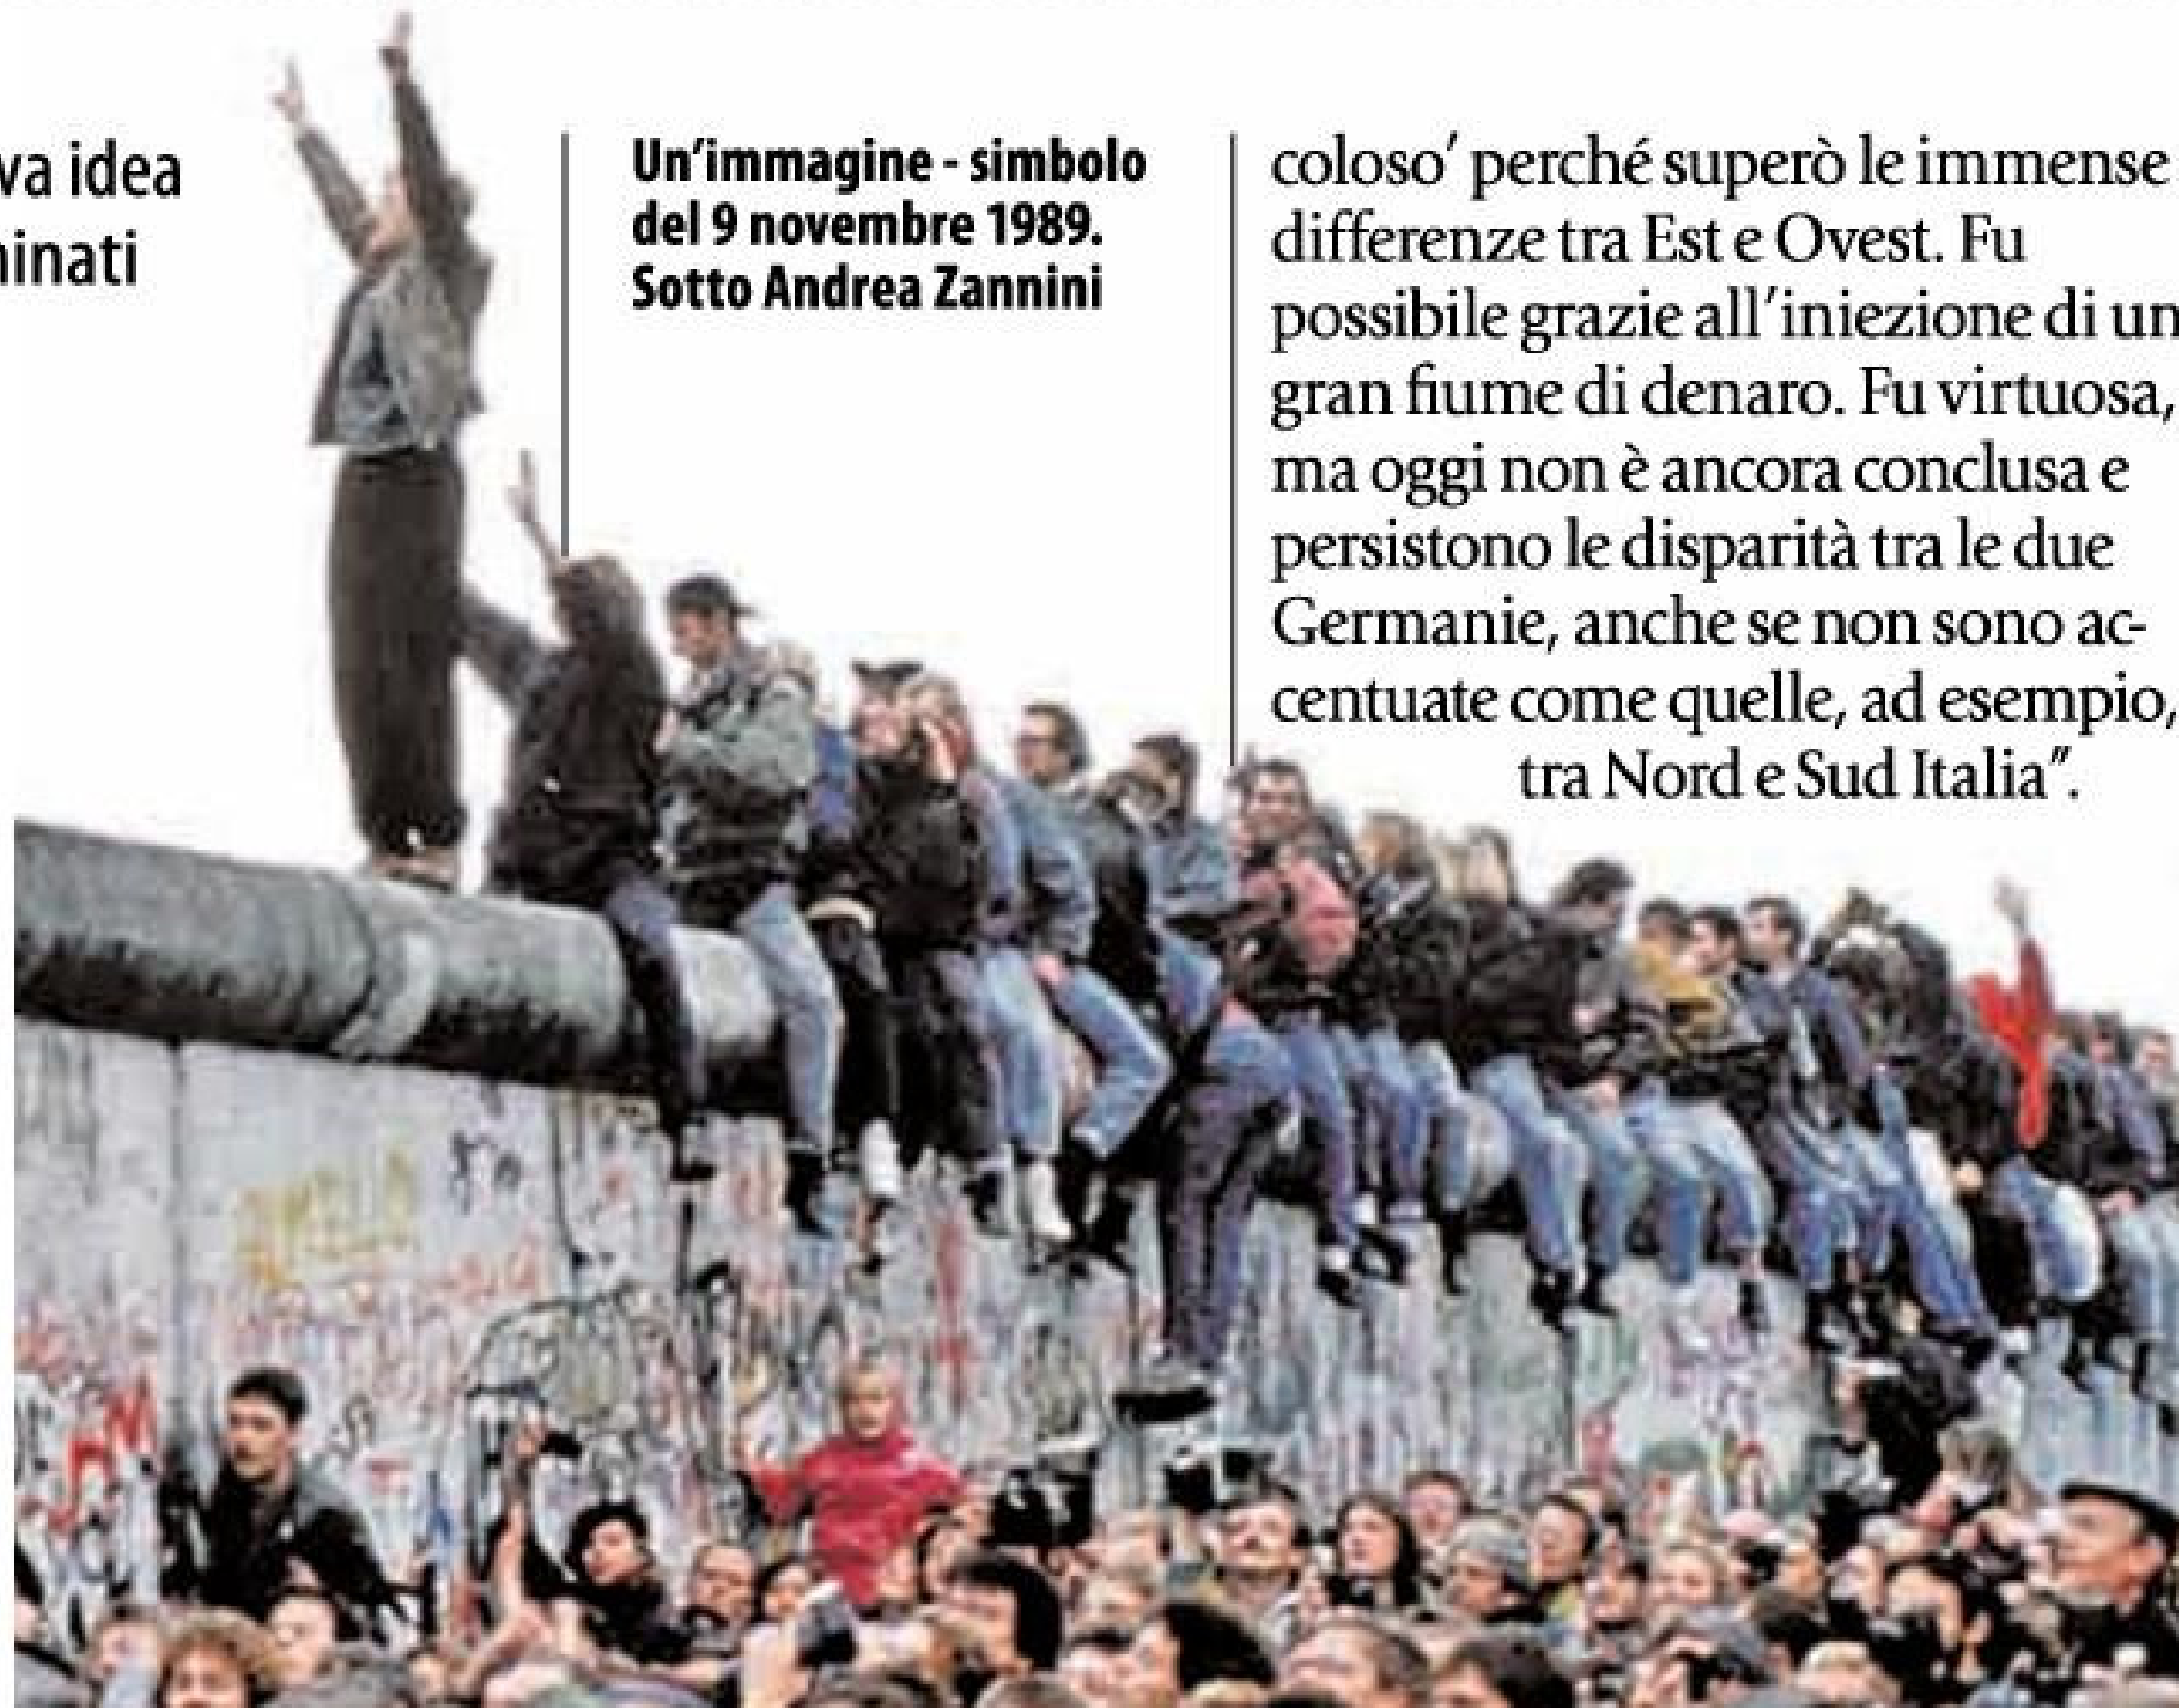 va idea
inati
Un'immagine - simbolo
del 9 novembre 1989.
Sotto Andrea Zannini
coloso' perché superò le immense
differenze tra Est e Ovest. Fu
possibile grazie all'iniezione di un
gran fiume di denaro. Fu virtuosa,
ma oggi non è ancora conclusa e
persistono le disparità tra le due
Germanie, anche se non sono ac-
centuate come quelle, ad esempio,
tra Nord e Sud Italia".